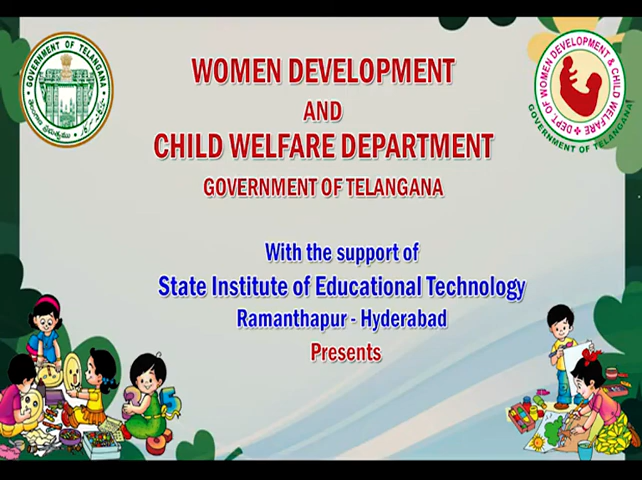 GOVERNMENT OF TELANGANA
WOMEN DEVELOPMENT
AND
CHILD WELFARE DEPARTMENT
GOVERNMENT OF TELANGANA
DEPT. OF WOMEN DEVELOPMENT & CHILD WELFARE
GOVERNMENT OF TELANGANA
With the support of
State Institute of Educational Technology
Ramanthapur - Hyderabad
Presents
5